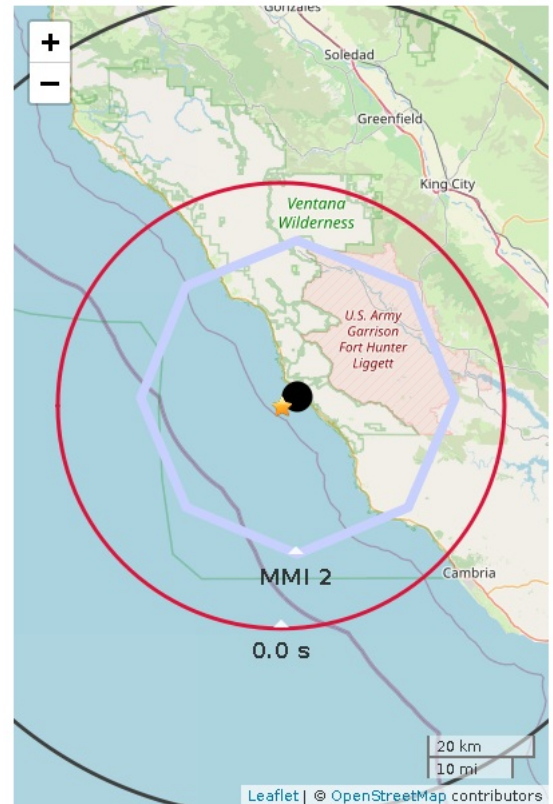 Gonzales
+
−
Soledad
Greenfield
King City
Ventana
Wilderness
U.S. Army
Garrison
Fort Hunter
Liggett
MMI 2
Cambria
0.0 s
20 km
10 mi
Leaflet | © OpenStreetMap contributors